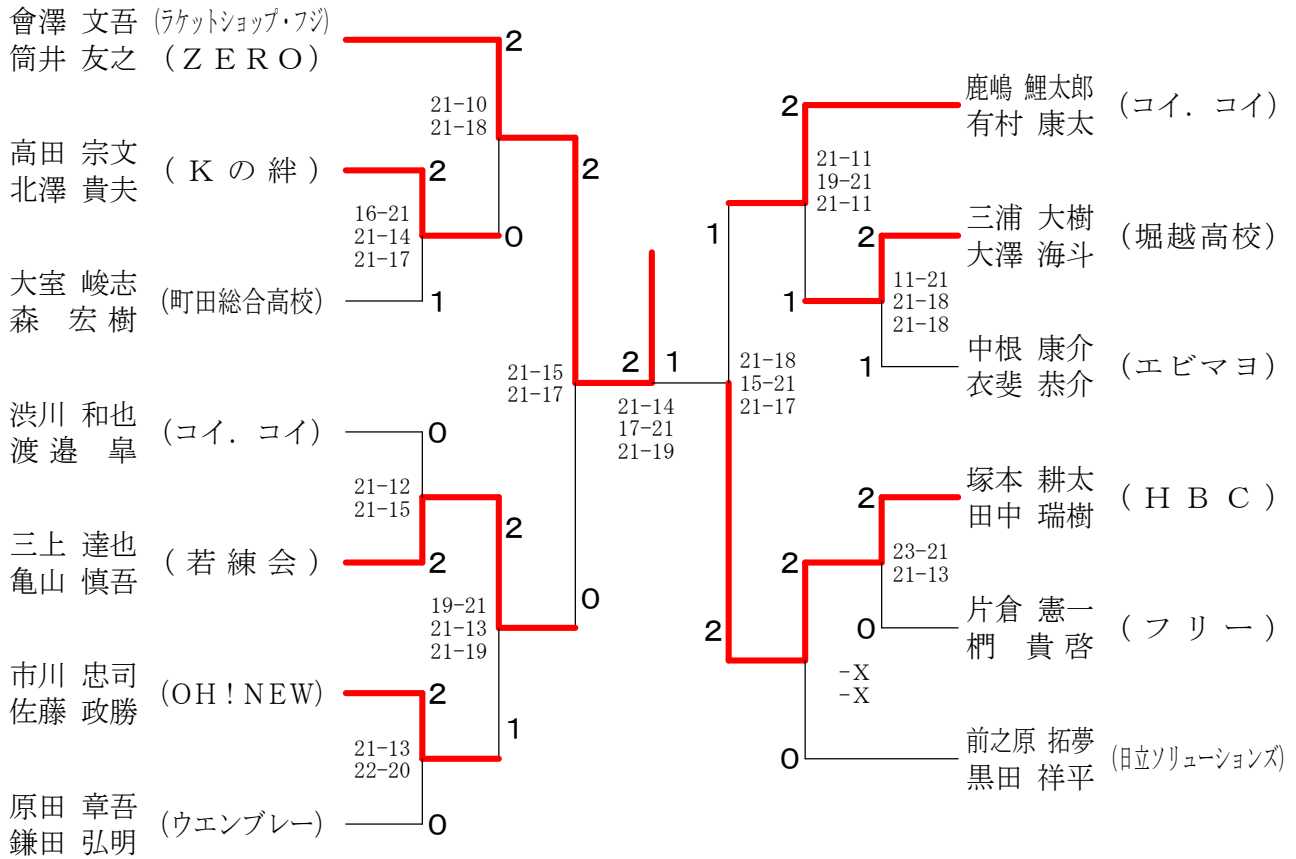 會澤 文吾 (ラケットショップ・フジ)
筒井 友之 (ZERO)
2
21-10
21-18
高田 宗文
北澤 貴夫
(Kの絆)
2
2
16-21
21-14
21-17
0
大室 峻志
森 宏樹
(町田総合高校)
1
21-15
21-17
渋川 和也
渡邉 皐
(コイ．コイ)
0
21-12
21-15
2
三上 達也
亀山 慎吾
(若練会)
2
19-21
21-13
21-19
0
市川 忠司
佐藤 政勝
(OH!NEW)
2
1
21-13
22-20
原田 章吾
鎌田 弘明
(ウエンブレー)
0
2
1
21-14
17-21
21-19
鹿嶋 鯉太郎
有村 康太
(コイ．コイ)
2
21-11
19-21
21-11
1
三浦 大樹
大澤 海斗
(堀越高校)
2
11-21
21-18
21-18
1
中根 康介
衣斐 恭介
(エビマヨ)
1
21-18
15-21
21-17
塚本 耕太
田中 瑞樹
(HBC)
2
23-21
21-13
2
片倉 憲一
椚 貴啓
(フリー)
0
2
-X
-X
前之原 拓夢
黒田 祥平
(日立ソリューションズ)
0